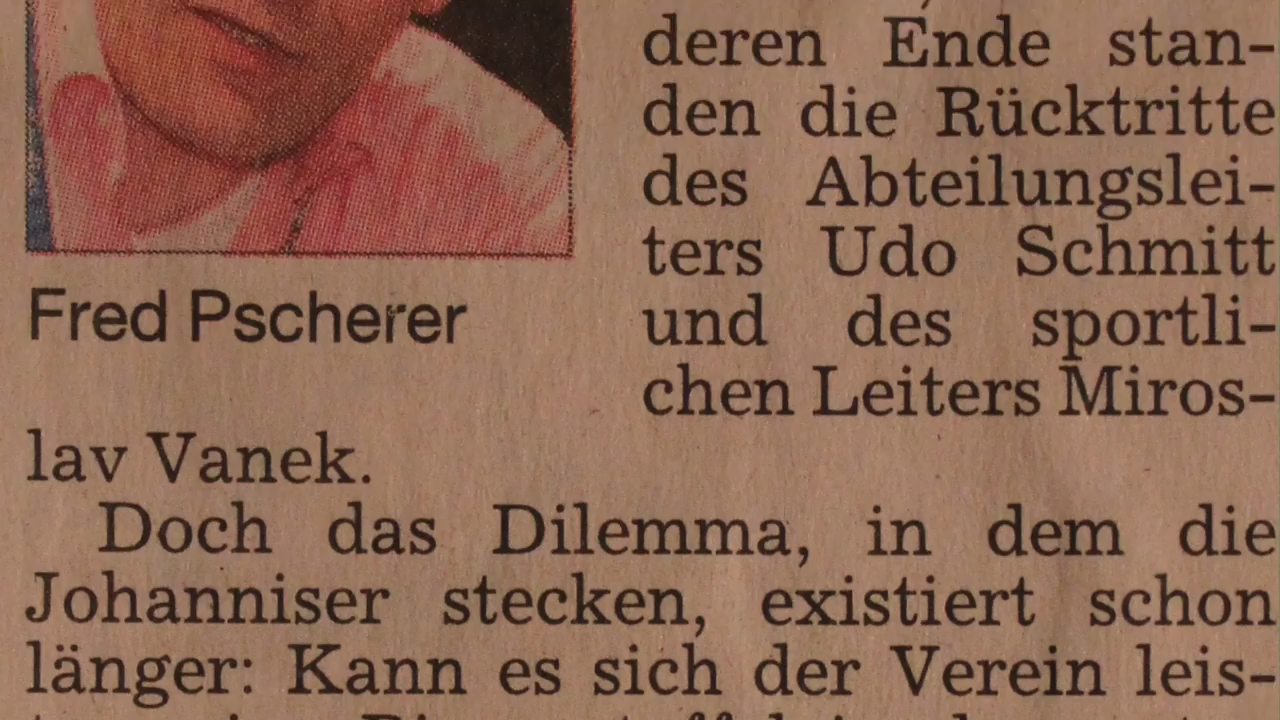 deren Ende stan-
den die Rücktritte
des Abteilungslei-
ters Udo Schmitt
und des sportli-
chen Leiters Miros-
Fred Pscherer
lav Vanek.
Doch das Dilemma, in dem die
Johanniser stecken, existiert schon
länger: Kann es sich der Verein leis-